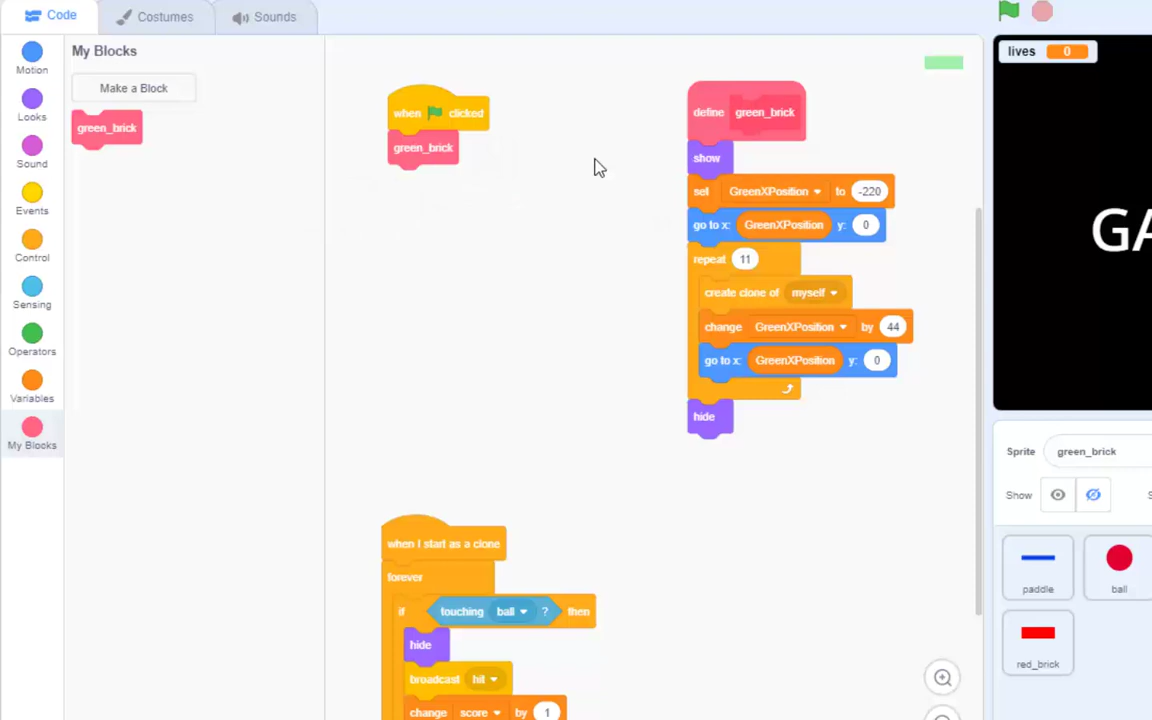 Code
Costumes
Sounds
Motion
Looks
Sound
Events
Control
Sensing
Operators
Variables
My Blocks
My Blocks
Make a Block
green_brick
when clicked
green_brick
define green_brick
show
set GreenXPosition to -220
go to x: GreenXPosition y: 0
repeat 11
create clone of myself
change GreenXPosition by 44
go to x: GreenXPosition y: 0
hide
when I start as a clone
forever
if touching ball ? then
hide
broadcast hit
change score by 1
lives 0
GA
Sprite green_brick
Show S
paddle
ball
red_brick